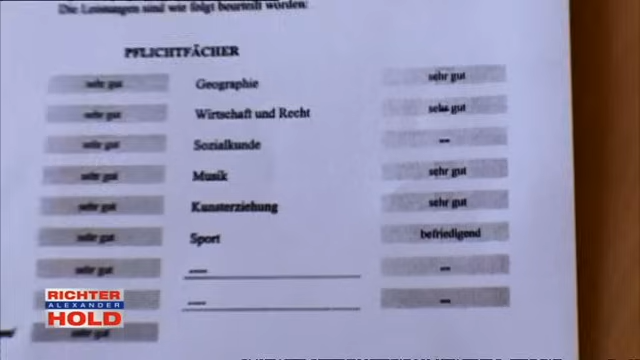 Die Leistungen sind wie folgt beurteilt worden:
PFLICHTFÄCHER
sehr gut Geographie sehr gut
sehr gut Wirtschaft und Recht sehr gut
sehr gut Sozialkunde --
sehr gut Musik sehr gut
sehr gut Kunsterziehung sehr gut
sehr gut Sport befriedigend
sehr gut ---- --
---- --
sehr gut
RICHTER
ALEXANDER
HOLD